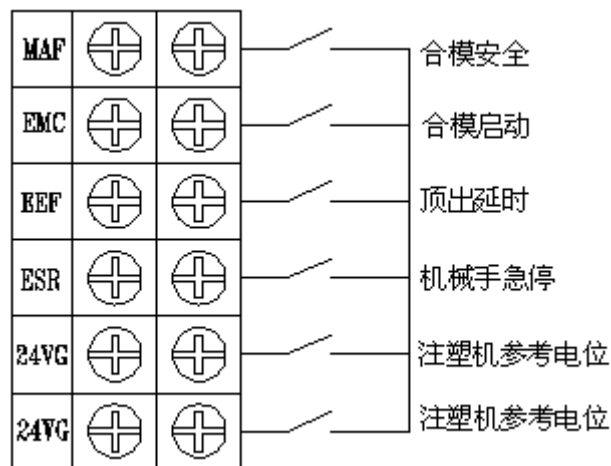 MAF 合模安全
EMC 合模启动
EEF 顶出延时
ESR 机械手急停
24VG 注塑机参考电位
24VG 注塑机参考电位